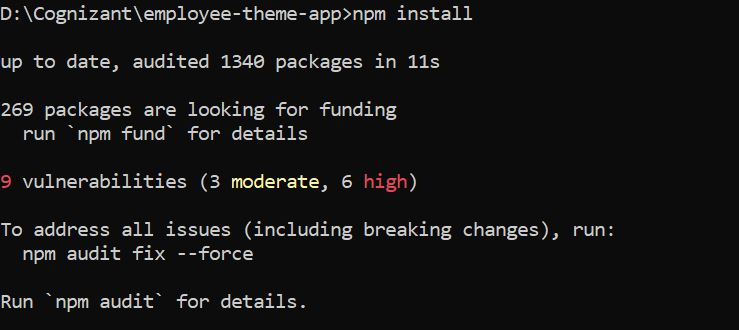 D:\Cognizant\employee-theme-app>npm install
up to date, audited 1340 packages in 11s
269 packages are looking for funding
run `npm fund` for details
9 vulnerabilities (3 moderate, 6 high)
To address all issues (including breaking changes), run:
npm audit fix --force
Run `npm audit` for details.